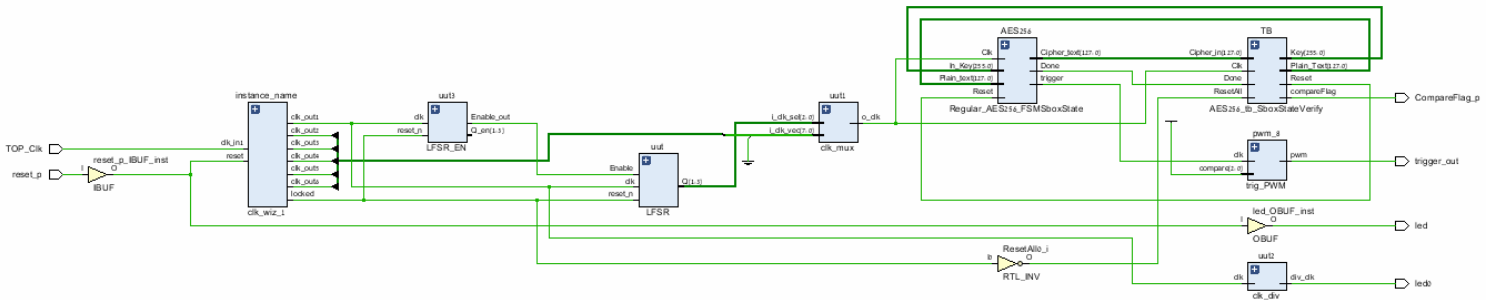 AES256
TB
Clk
Cipher_text(127:0)
Cipher_in(127:0)
Key(255:0)
In_Key(255:0)
Done
Clk
Plain_Text(127:0)
Plain_text(127:0)
trigger
Done
Reset
Reset
ResetAll
compareFlag
CompareFlag_p
Regular_AES256_FSMSboxState
AES256_tb_SboxStateVerify
instance_name
uut3
uut1
clk_out1
clk
Enable_out
i_clk_sel(2:0)
o_clk
clk_out2
reset_n
Q_en(1:3)
i_clk_vec(7:0)
clk_out3
LFSR_EN
clk_mux
TOP_Clk
clk_in1
clk_out4
reset
clk_out5
clk_out6
locked
clk_wiz_1
reset_p_IBUF_inst
reset_p
I
O
IBUF
uut
Enable
clk
Q(1:3)
reset_n
LFSR
pwm_8
clk
pwm
trigger_out
compare(2:0)
trig_PWM
led_OBUF_inst
I
O
led
OBUF
ResetAll0_i
I0
O
RTL_INV
uut2
clk
div_clk
led0
clk_div